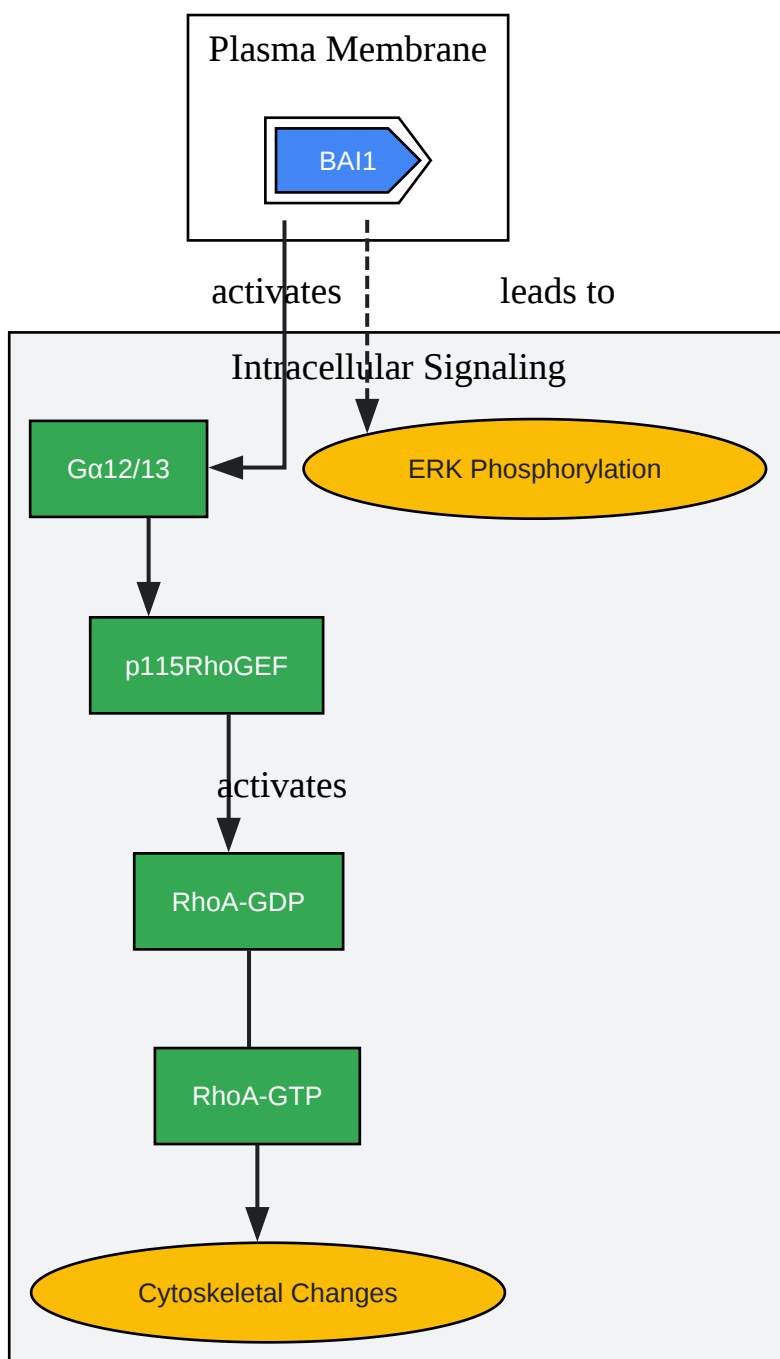 Plasma Membrane
BAI1
activates
leads to
Intracellular Signaling
Gα12/13
ERK Phosphorylation
p115RhoGEF
activates
RhoA-GDP
RhoA-GTP
Cytoskeletal Changes